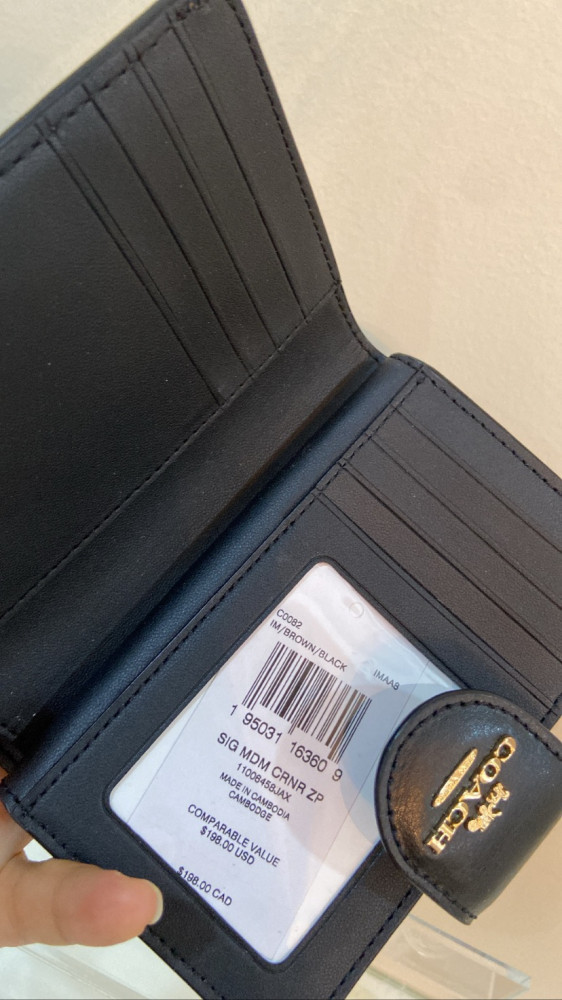 C0082
IM/BROWN/BLACK
IMAA8
1 95031 16360 9
SIG MDM CRNR ZP
11008458JAX
MADE IN CAMBODIA
CAMBODGE
COMPARABLE VALUE
$198.00 USD
$198.00 CAD
COACH